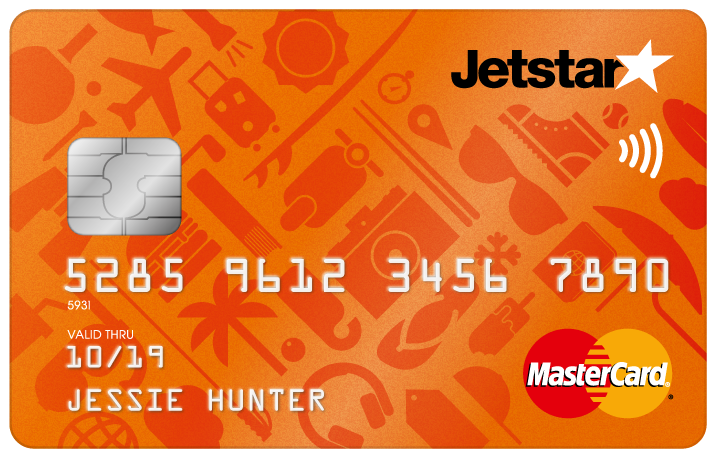 Jetstar
5285 9612 3456 7890
5931
VALID THRU
10/19
JESSIE HUNTER
MasterCard